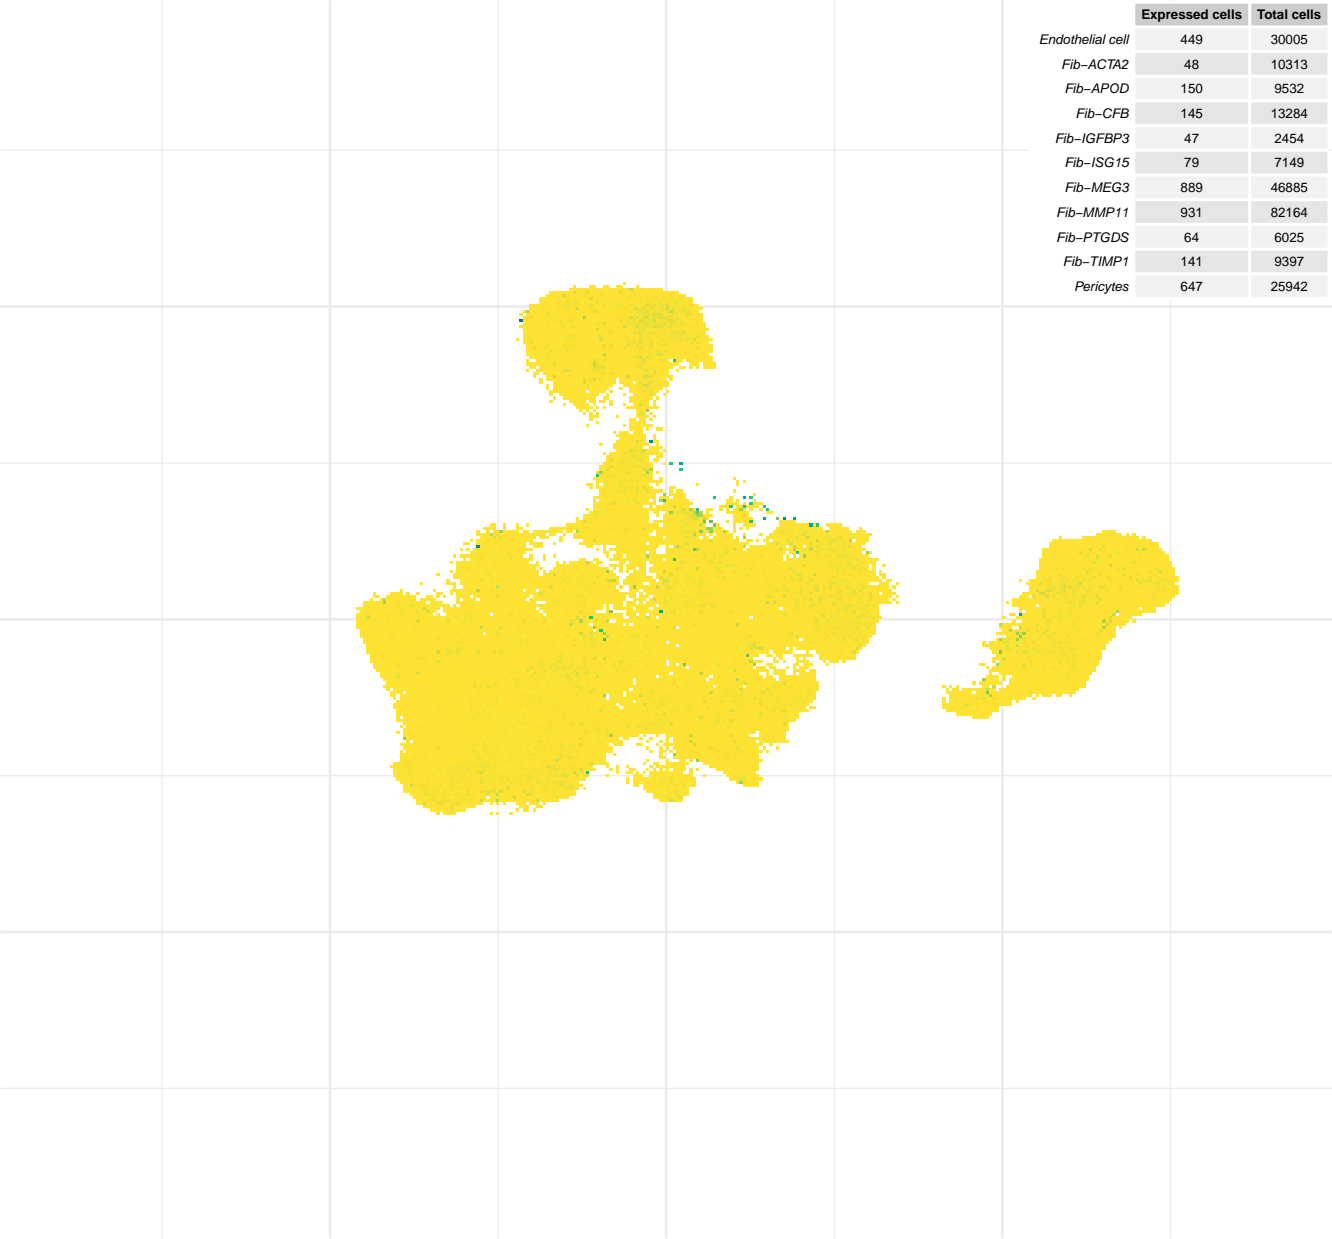 Expressed cells Total cells
Endothelial cell 449 30005
Fib−ACTA2 48 10313
Fib−APOD 150 9532
Fib−CFB 145 13284
Fib−IGFBP3 47 2454
Fib−ISG15 79 7149
Fib−MEG3 889 46885
Fib−MMP11 931 82164
Fib−PTGDS 64 6025
Fib−TIMP1 141 9397
Pericytes 647 25942